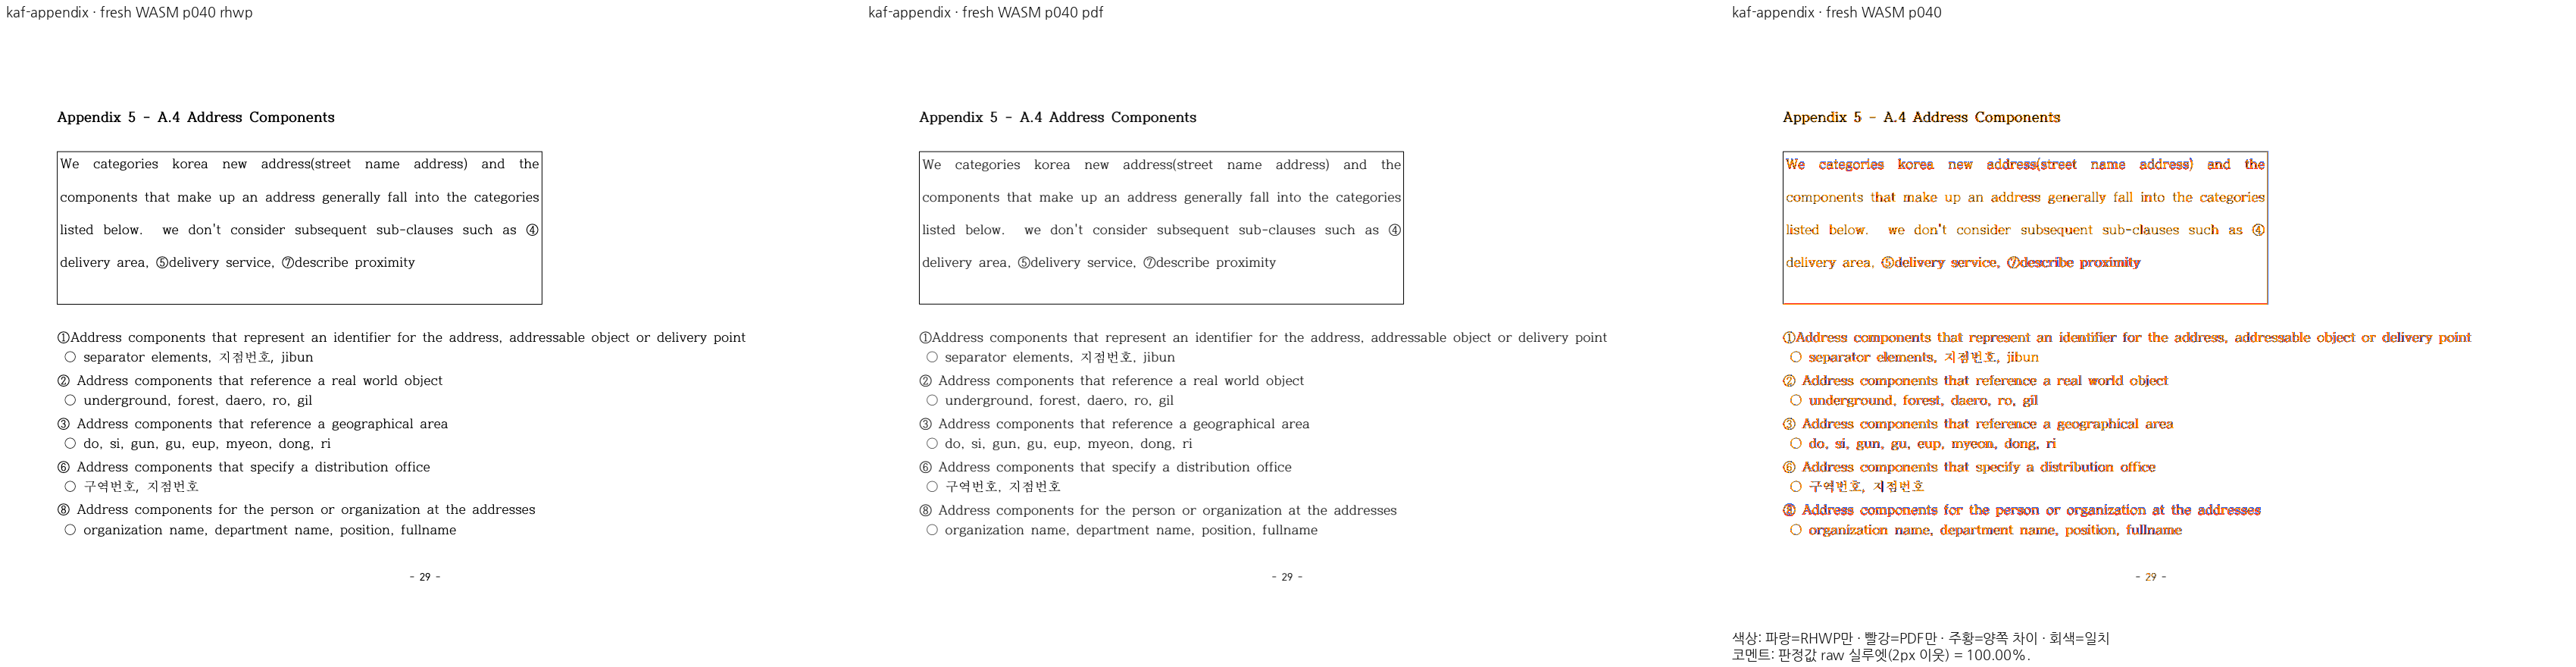 kaf-appendix · fresh WASM p040 rhwp
Appendix 5 - A.4 Address Components
We categories korea new address(street name address) and the
components that make up an address generally fall into the categories
listed below. we don't consider subsequent sub-clauses such as ④
delivery area, ⑤delivery service, ⑦describe proximity
①Address components that represent an identifier for the address, addressable object or delivery point
○ separator elements, 지점번호, jibun
② Address components that reference a real world object
○ underground, forest, daero, ro, gil
③ Address components that reference a geographical area
○ do, si, gun, gu, eup, myeon, dong, ri
⑥ Address components that specify a distribution office
○ 구역번호, 지점번호
⑧ Address components for the person or organization at the addresses
○ organization name, department name, position, fullname
- 29 -
kaf-appendix · fresh WASM p040 pdf
Appendix 5 - A.4 Address Components
We categories korea new address(street name address) and the
components that make up an address generally fall into the categories
listed below. we don't consider subsequent sub-clauses such as ④
delivery area, ⑤delivery service, ⑦describe proximity
①Address components that represent an identifier for the address, addressable object or delivery point
○ separator elements, 지점번호, jibun
② Address components that reference a real world object
○ underground, forest, daero, ro, gil
③ Address components that reference a geographical area
○ do, si, gun, gu, eup, myeon, dong, ri
⑥ Address components that specify a distribution office
○ 구역번호, 지점번호
⑧ Address components for the person or organization at the addresses
○ organization name, department name, position, fullname
- 29 -
kaf-appendix · fresh WASM p040
Appendix 5 - A.4 Address Components
We categories korea new address(street name address) and the
components that make up an address generally fall into the categories
listed below. we don't consider subsequent sub-clauses such as ④
delivery area, ⑤delivery service, ⑦describe proximity
①Address components that represent an identifier for the address, addressable object or delivery point
○ separator elements, 지점번호, jibun
② Address components that reference a real world object
○ underground, forest, daero, ro, gil
③ Address components that reference a geographical area
○ do, si, gun, gu, eup, myeon, dong, ri
⑥ Address components that specify a distribution office
○ 구역번호, 지점번호
⑧ Address components for the person or organization at the addresses
○ organization name, department name, position, fullname
- 29 -
색상: 파랑=RHWP만 · 빨강=PDF만 · 주황=양쪽 차이 · 회색=일치
코멘트: 판정값 raw 실루엣(2px 이웃) = 100.00%.